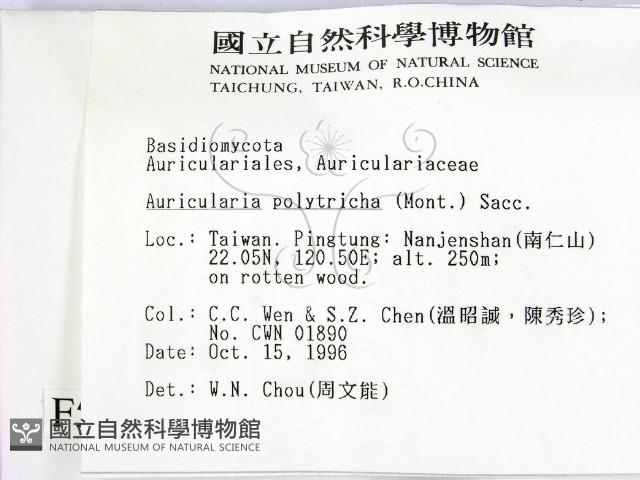 國立自然科學博物館
NATIONAL MUSEUM OF NATURAL SCIENCE
TAICHUNG, TAIWAN, R.O.CHINA
Basidiomycota
Auriculariales, Auriculariaceae
Auricularia polytricha (Mont.) Sacc.
Loc.: Taiwan. Pingtung: Nanjenshan(南仁山)
22.05N, 120.50E; alt. 250m;
on rotten wood.
Col.: C.C. Wen & S.Z. Chen(溫昭誠，陳秀珍);
No. CWN 01890
Date: Oct. 15, 1996
Det.: W.N. Chou(周文能)
國立自然科學博物館
NATIONAL MUSEUM OF NATURAL SCIENCE